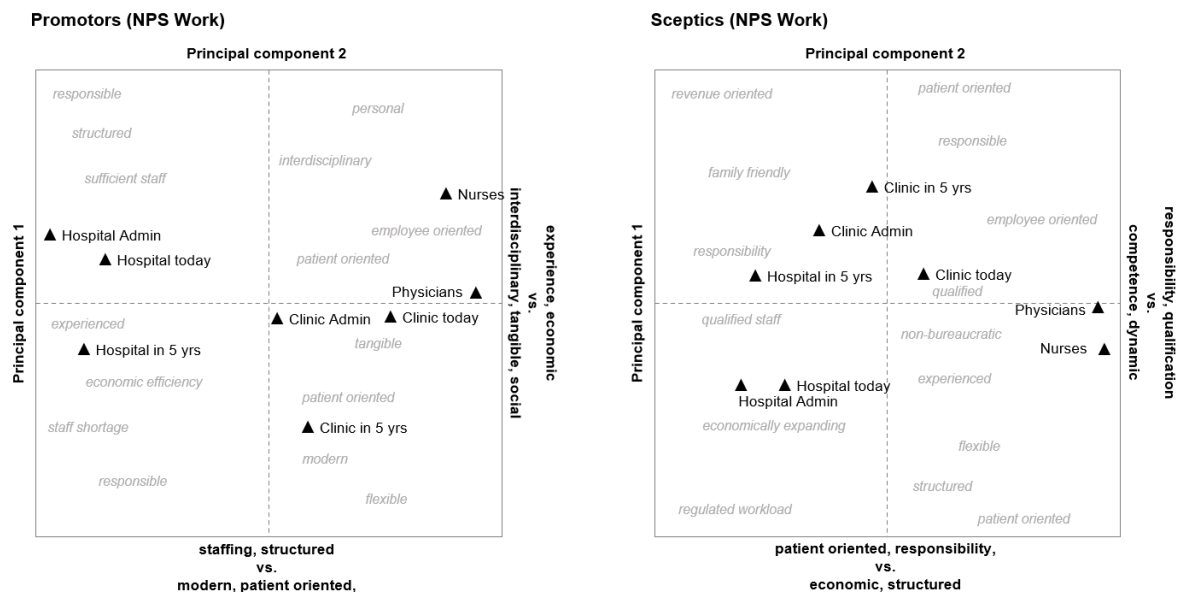 Promotors (NPS Work)
Principal component 2
responsible
personal
structured
interdisciplinary
sufficient staff
Nurses
employee oriented
Hospital Admin
patient oriented
Hospital today
Physicians
experienced
Clinic Admin
Clinic today
tangible
Hospital in 5 yrs
economic efficiency
patient oriented
staff shortage
Clinic in 5 yrs
modern
responsible
flexible
Principal component 1
experience, economic
vs.
interdisciplinary, tangible, social
staffing, structured
vs.
modern, patient oriented,
Sceptics (NPS Work)
Principal component 2
revenue oriented
patient oriented
responsible
family friendly
Clinic in 5 yrs
employee oriented
Clinic Admin
responsibility
Hospital in 5 yrs
Clinic today
qualified
Physicians
qualified staff
non-bureaucratic
Nurses
experienced
Hospital today
Hospital Admin
economically expanding
flexible
structured
regulated workload
patient oriented
Principal component 1
responsibility, qualification
vs.
competence, dynamic
patient oriented, responsibility,
vs.
economic, structured